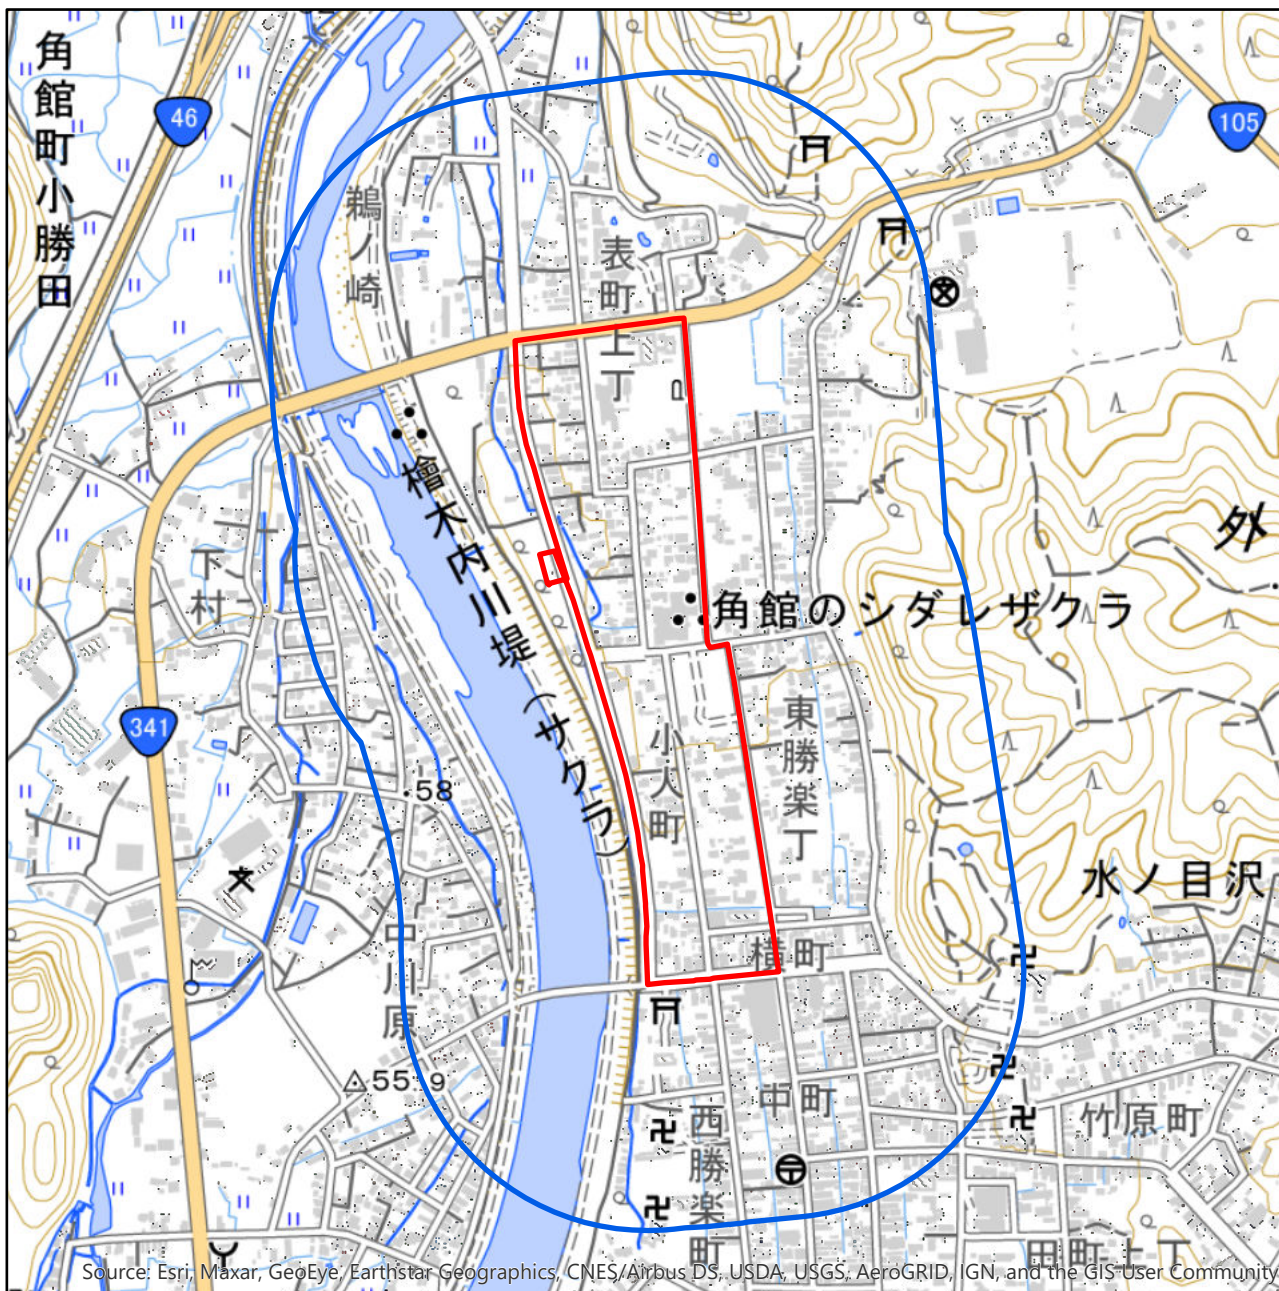 角館町小勝田
46
105
鵜ノ崎
表町上丁
檜木内川堤（サクラ）
外
下村
角館のシダレザクラ
341
東勝楽丁
小人町
58
水ノ目沢
横町
中川原
55.9
中町
西勝楽町
竹原町
田町上丁
Source: Esri, Maxar, GeoEye, Earthstar Geographics, CNES/Airbus DS, USDA, USGS, AeroGRID, IGN, and the GIS User Community